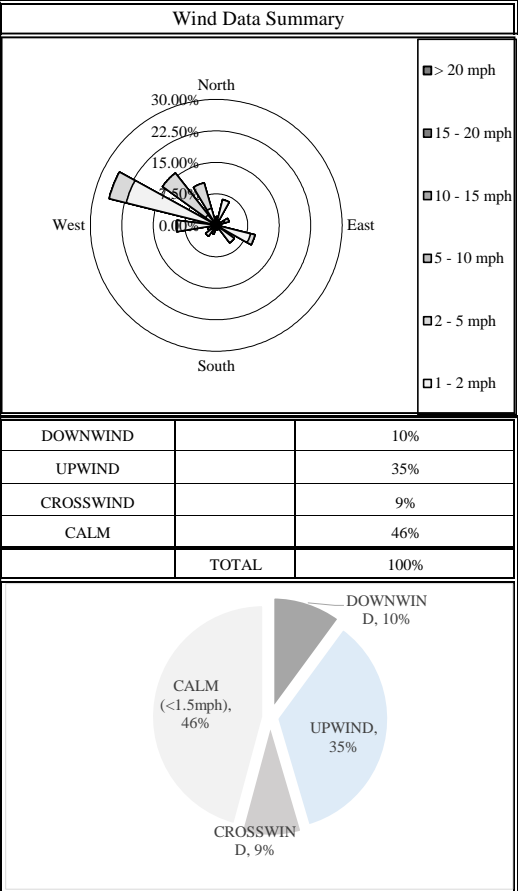 Wind Data Summary
North
30.00%
22.50%
15.00%
7.50%
0.00%
West
East
South
> 20 mph
15 - 20 mph
10 - 15 mph
5 - 10 mph
2 - 5 mph
1 - 2 mph
DOWNWIND 10%
UPWIND 35%
CROSSWIND 9%
CALM 46%
TOTAL 100%
DOWNWIN
D, 10%
CALM
(<1.5mph),
46%
UPWIND,
35%
CROSSWIN
D, 9%